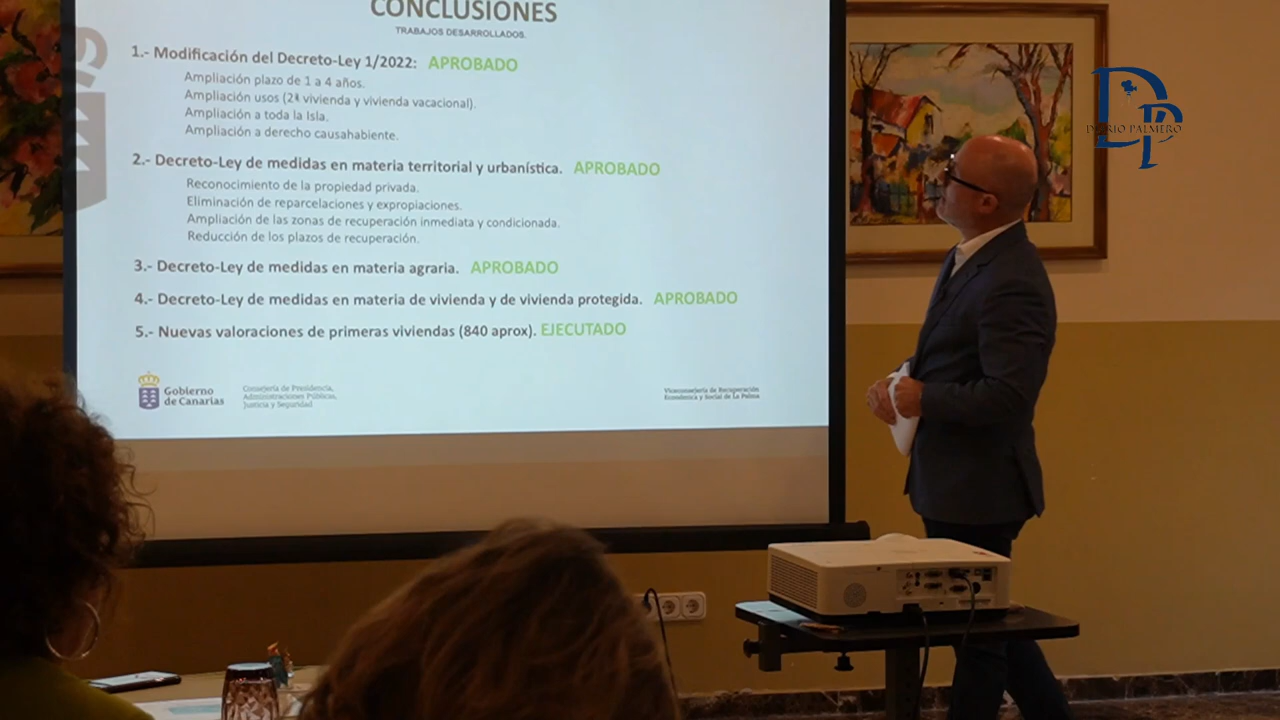 CONCLUSIONES
TRABAJOS DESARROLLADOS.
1.- Modificación del Decreto-Ley 1/2022: APROBADO
Ampliación plazo de 1 a 4 años.
Ampliación usos (2ª vivienda y vivienda vacacional).
Ampliación a toda la Isla.
Ampliación a derecho causahabiente.
2.- Decreto-Ley de medidas en materia territorial y urbanística. APROBADO
Reconocimiento de la propiedad privada.
Eliminación de reparcelaciones y expropiaciones.
Ampliación de las zonas de recuperación inmediata y condicionada.
Reducción de los plazos de recuperación.
3.- Decreto-Ley de medidas en materia agraria. APROBADO
4.- Decreto-Ley de medidas en materia de vivienda y de vivienda protegida. APROBADO
5.- Nuevas valoraciones de primeras viviendas (840 aprox). EJECUTADO
Gobierno
de Canarias
Consejería de Presidencia,
Administraciones Públicas,
Justicia y Seguridad
Viceconsejería de Recuperación
Económica y Social de La Palma
DP
DIARIO PALMERO